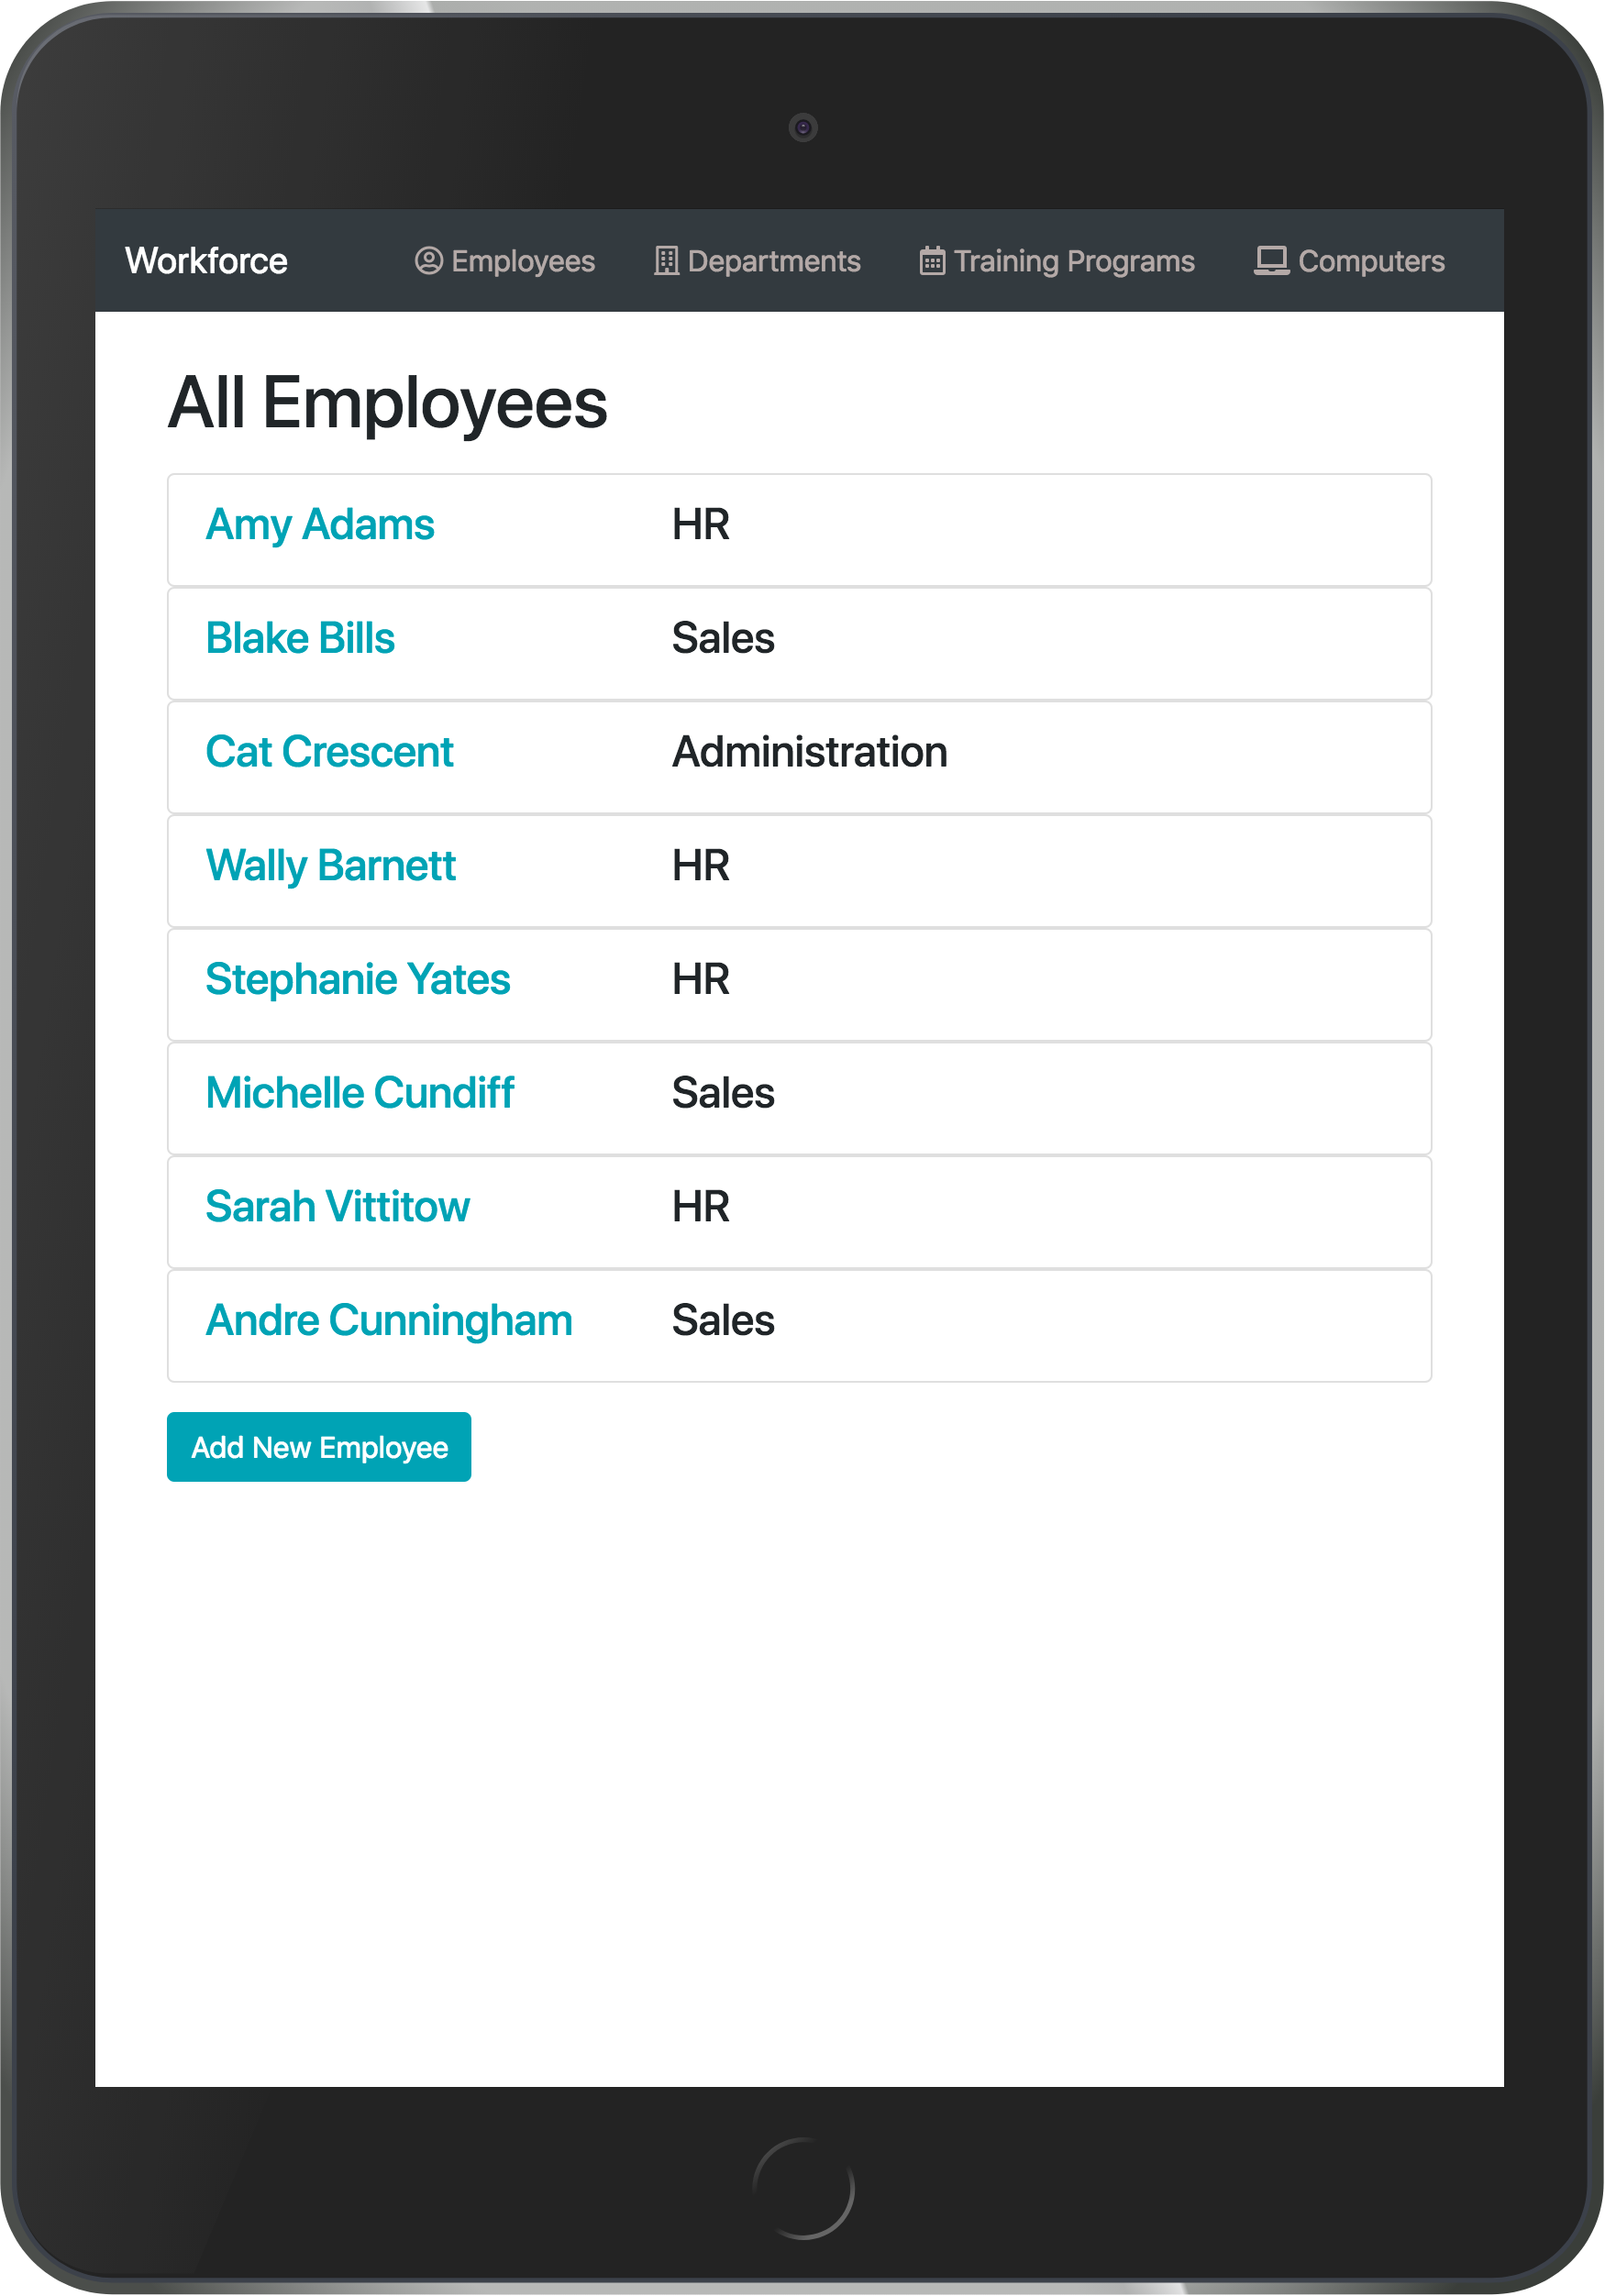 Workforce Employees Departments Training Programs Computers
All Employees
Amy Adams HR
Blake Bills Sales
Cat Crescent Administration
Wally Barnett HR
Stephanie Yates HR
Michelle Cundiff Sales
Sarah Vittitow HR
Andre Cunningham Sales
Add New Employee